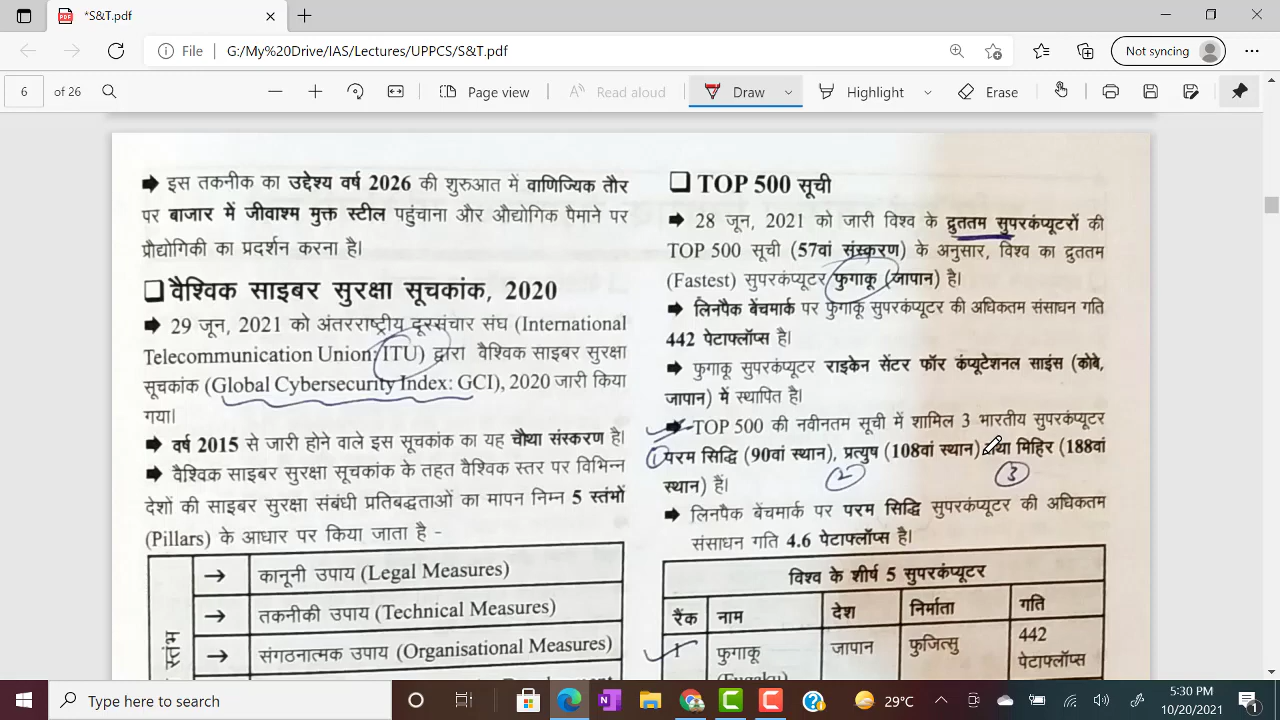 *S&T.pdf
File
G:/My%20Drive/IAS/Lectures/UPPCS/S&T.pdf
Not syncing
6
of 26
Page view
Read aloud
Draw
Highlight
Erase
➡ इस तकनीक का उद्देश्य वर्ष 2026 की शुरुआत में वाणिज्यिक तौर
पर बाजार में जीवाश्म मुक्त स्टील पहुंचाना और औद्योगिक पैमाने पर
प्रौद्योगिकी का प्रदर्शन करना है।
❑ वैश्विक साइबर सुरक्षा सूचकांक, 2020
➡ 29 जून, 2021 को अंतरराष्ट्रीय दूरसंचार संघ (International
Telecommunication Union: ITU) द्वारा वैश्विक साइबर सुरक्षा
सूचकांक (Global Cybersecurity Index: GCI), 2020 जारी किया
गया।
➡ वर्ष 2015 से जारी होने वाले इस सूचकांक का यह चौथा संस्करण है।
➡ वैश्विक साइबर सुरक्षा सूचकांक के तहत वैश्विक स्तर पर विभिन्न
देशों की साइबर सुरक्षा संबंधी प्रतिबद्धताओं का मापन निम्न 5 स्तंभों
(Pillars) के आधार पर किया जाता है -
स्तंभ
→ कानूनी उपाय (Legal Measures)
→ तकनीकी उपाय (Technical Measures)
→ संगठनात्मक उपाय (Organisational Measures)
❑ TOP 500 सूची
➡ 28 जून, 2021 को जारी विश्व के द्रुततम सुपरकंप्यूटरों की
TOP 500 सूची (57वां संस्करण) के अनुसार, विश्व का द्रुततम
(Fastest) सुपरकंप्यूटर फुगाकू (जापान) है।
➡ लिनपैक बेंचमार्क पर फुगाकू सुपरकंप्यूटर की अधिकतम संसाधन गति
442 पेटाफ्लॉप्स है।
➡ फुगाकू सुपरकंप्यूटर राइकेन सेंटर फॉर कंप्यूटेशनल साइंस (कोबे,
जापान) में स्थापित है।
➡ TOP 500 की नवीनतम सूची में शामिल 3 भारतीय सुपरकंप्यूटर
① परम सिद्धि (90वां स्थान), प्रत्युष (108वां स्थान) तथा मिहिर (188वां
स्थान) हैं। ② ③
➡ लिनपैक बेंचमार्क पर परम सिद्धि सुपरकंप्यूटर की अधिकतम
संसाधन गति 4.6 पेटाफ्लॉप्स है।
विश्व के शीर्ष 5 सुपरकंप्यूटर
रैंक नाम देश निर्माता गति
1 फुगाकू जापान फुजित्सु 442
पेटाफ्लॉप्स
Type here to search
29°C
5:30 PM
10/20/2021